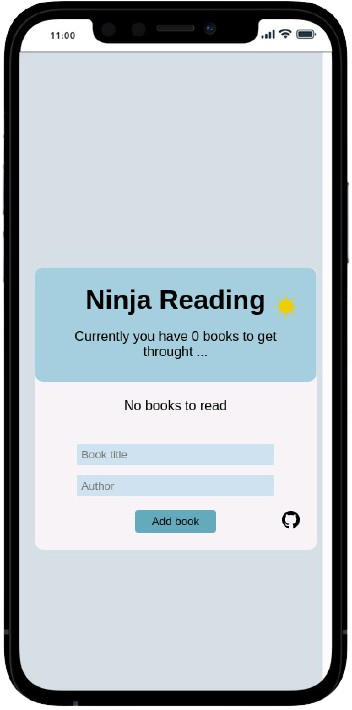 11:00
Ninja Reading
Currently you have 0 books to get
throught ...
No books to read
Book title
Author
Add book